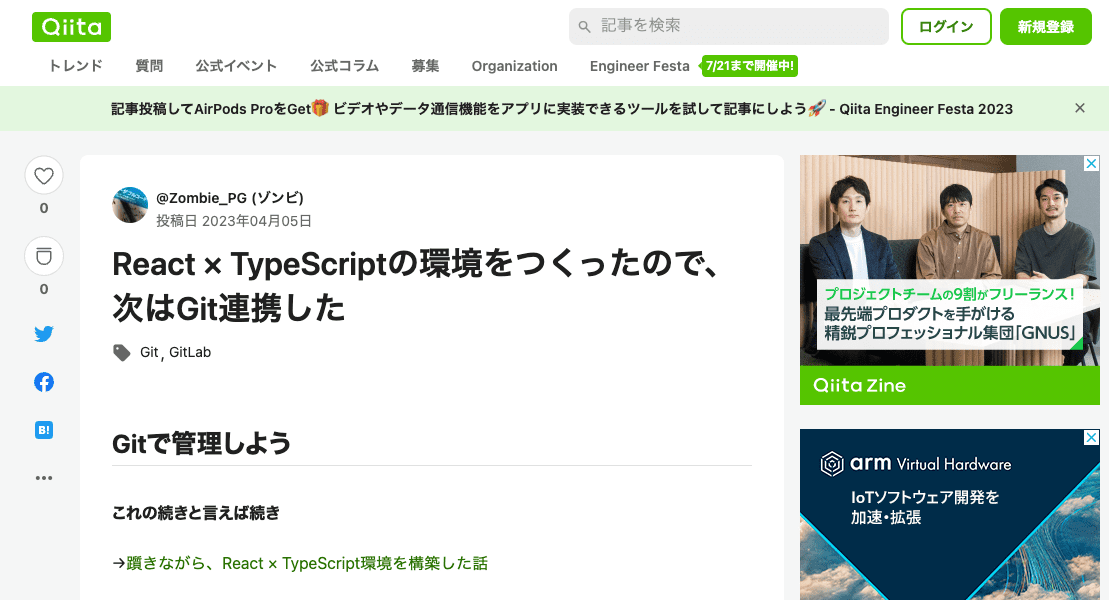 Qiita
記事を検索
ログイン
新規登録
トレンド
質問
公式イベント
公式コラム
募集
Organization
Engineer Festa
7/21まで開催中!
記事投稿してAirPods ProをGet🎁 ビデオやデータ通信機能をアプリに実装できるツールを試して記事にしよう🚀 - Qiita Engineer Festa 2023
0
0
B!
@Zombie_PG (ゾンビ)
投稿日 2023年04月05日
React × TypeScriptの環境をつくったので、
次はGit連携した
Git, GitLab
Gitで管理しよう
これの続きと言えば続き
→躓きながら、React × TypeScript環境を構築した話
プロジェクトチームの9割がフリーランス!
最先端プロダクトを手がける
精鋭プロフェッショナル集団「GNUS」
Qiita Zine
arm Virtual Hardware
IoTソフトウェア開発を
加速・拡張